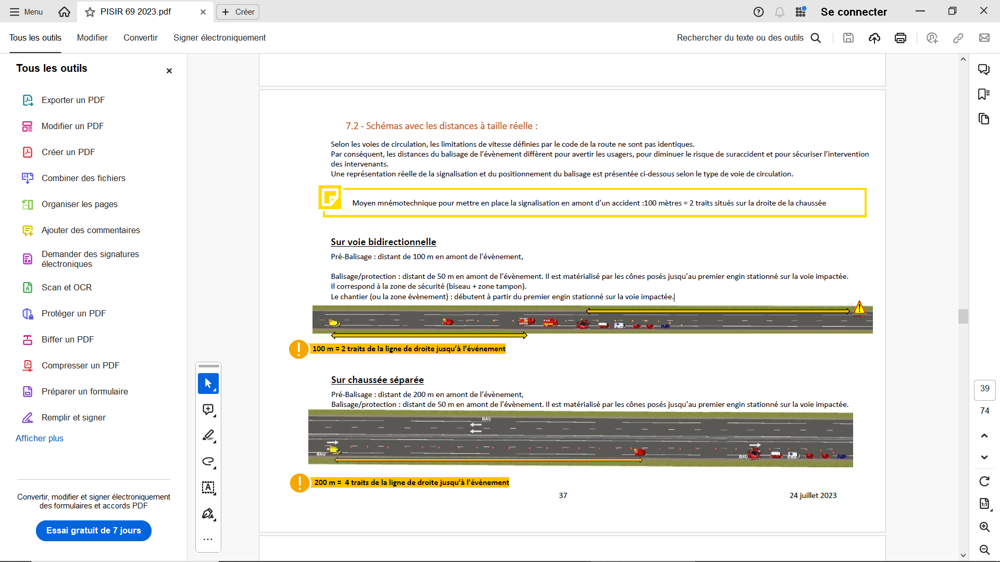 Menu
PISIR 69 2023.pdf
Créer
Se connecter
Tous les outils
Modifier
Convertir
Signer électroniquement
Rechercher du texte ou des outils
Tous les outils
Exporter un PDF
Modifier un PDF
Créer un PDF
Combiner des fichiers
Organiser les pages
Ajouter des commentaires
Demander des signatures
électroniques
Scan et OCR
Protéger un PDF
Biffer un PDF
Compresser un PDF
Préparer un formulaire
Remplir et signer
Afficher plus
Convertir, modifier et signer électroniquement
des formulaires et accords PDF
Essai gratuit de 7 jours
7.2 - Schémas avec les distances à taille réelle :
Selon les voies de circulation, les limitations de vitesse définies par le code de la route ne sont pas identiques.
Par conséquent, les distances du balisage de l’évènement diffèrent pour avertir les usagers, pour diminuer le risque de suraccident et pour sécuriser l’intervention
des intervenants.
Une représentation réelle de la signalisation et du positionnement du balisage est présentée ci-dessous selon le type de voie de circulation.
Moyen mnémotechnique pour mettre en place la signalisation en amont d’un accident :100 mètres = 2 traits situés sur la droite de la chaussée
Sur voie bidirectionnelle
Pré-Balisage : distant de 100 m en amont de l’évènement,
Balisage/protection : distant de 50 m en amont de l’évènement. Il est matérialisé par les cônes posés jusqu’au premier engin stationné sur la voie impactée.
Il correspond à la zone de sécurité (biseau + zone tampon).
Le chantier (ou la zone évènement) : débutent à partir du premier engin stationné sur la voie impactée.
100 m = 2 traits de la ligne de droite jusqu’à l’événement
Sur chaussée séparée
Pré-Balisage : distant de 200 m en amont de l’évènement,
Balisage/protection : distant de 50 m en amont de l’évènement. Il est matérialisé par les cônes posés jusqu’au premier engin stationné sur la voie impactée.
BAU
BAU
BAU
200 m = 4 traits de la ligne de droite jusqu’à l’événement
37
24 juillet 2023
39
74